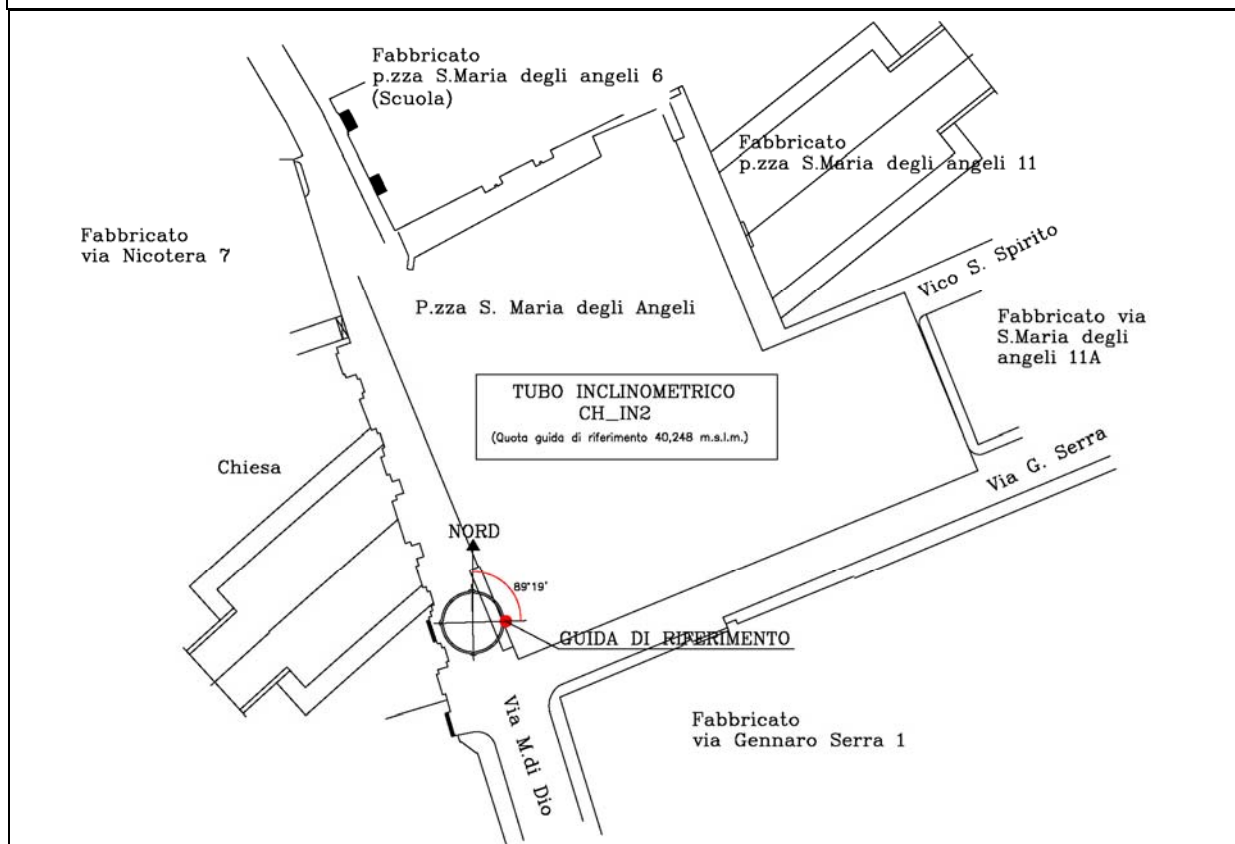 Fabbricato
p.zza S.Maria degli angeli 6
(Scuola)
Fabbricato
p.zza S.Maria degli angeli 11
Fabbricato
via Nicotera 7
Vico S. Spirito
P.zza S. Maria degli Angeli
Fabbricato via
S.Maria degli
angeli 11A
TUBO INCLINOMETRICO
CH_IN2
(Quota guida di riferimento 40,248 m.s.l.m.)
Via G. Serra
Chiesa
NORD
89°19'
GUIDA DI RIFERIMENTO
Via M.di Dio
Fabbricato
via Gennaro Serra 1